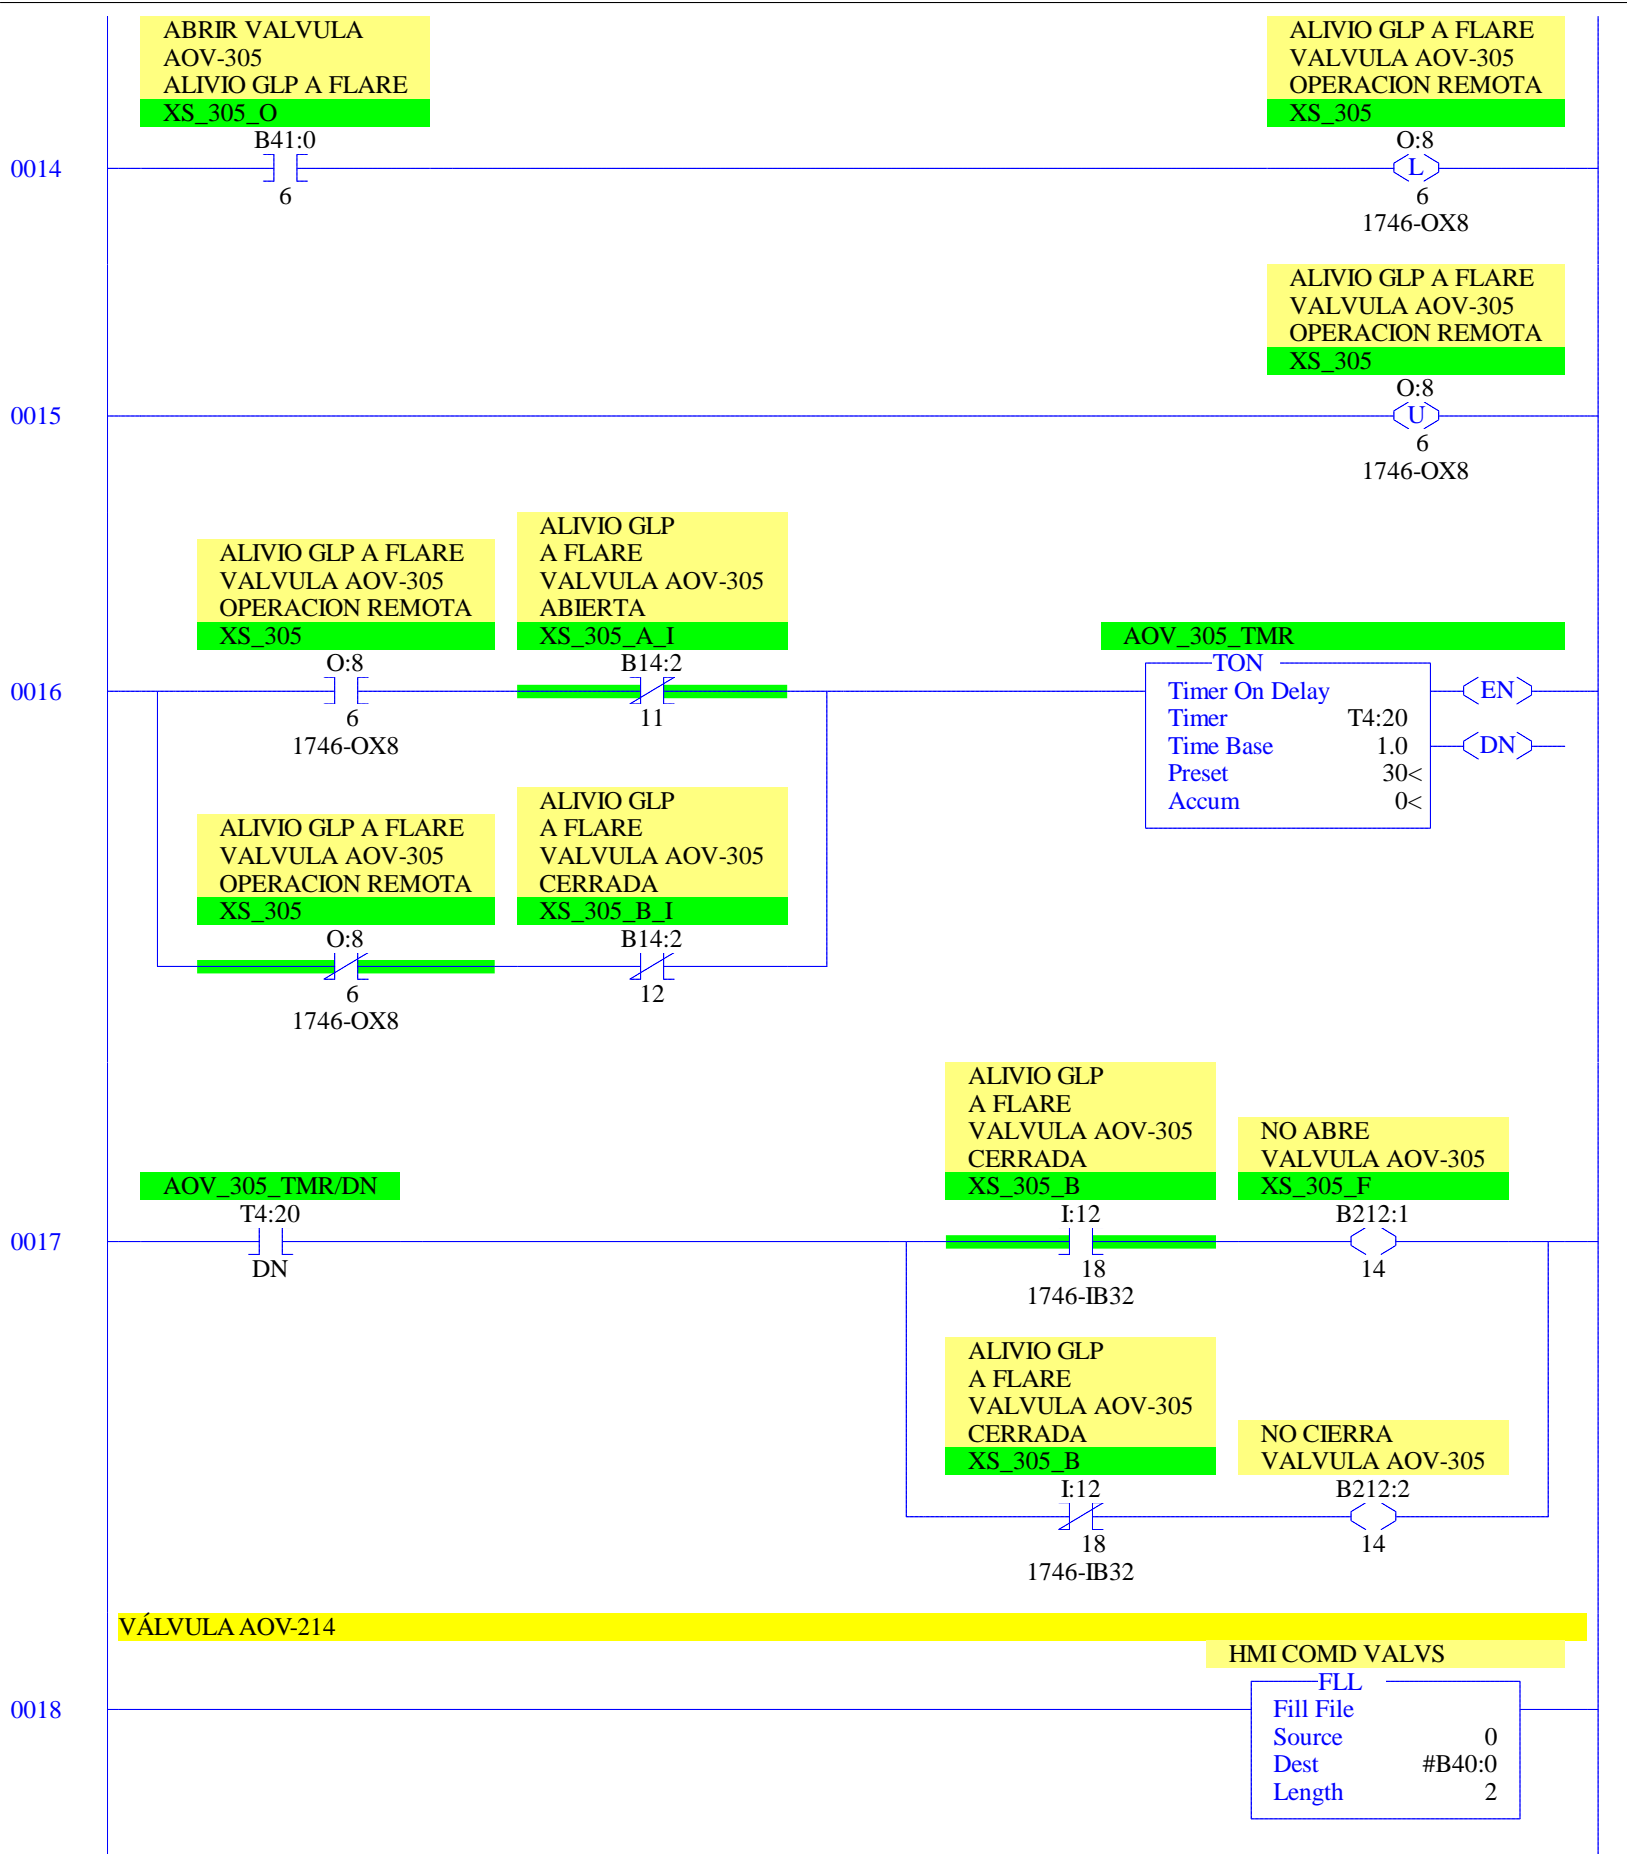 ABRIR VALVULA
AOV-305
ALIVIO GLP A FLARE
XS_305_O
B41:0
6
ALIVIO GLP A FLARE
VALVULA AOV-305
OPERACION REMOTA
XS_305
O:8
L
6
1746-OX8
0014
ALIVIO GLP A FLARE
VALVULA AOV-305
OPERACION REMOTA
XS_305
O:8
U
6
1746-OX8
0015
ALIVIO GLP A FLARE
VALVULA AOV-305
OPERACION REMOTA
XS_305
O:8
6
1746-OX8
ALIVIO GLP
A FLARE
VALVULA AOV-305
ABIERTA
XS_305_A_I
B14:2
11
AOV_305_TMR
TON
Timer On Delay
Timer T4:20
Time Base 1.0
Preset 30<
Accum 0<
EN
DN
0016
ALIVIO GLP A FLARE
VALVULA AOV-305
OPERACION REMOTA
XS_305
O:8
6
1746-OX8
ALIVIO GLP
A FLARE
VALVULA AOV-305
CERRADA
XS_305_B_I
B14:2
12
AOV_305_TMR/DN
T4:20
DN
0017
ALIVIO GLP
A FLARE
VALVULA AOV-305
CERRADA
XS_305_B
I:12
18
1746-IB32
NO ABRE
VALVULA AOV-305
XS_305_F
B212:1
14
ALIVIO GLP
A FLARE
VALVULA AOV-305
CERRADA
XS_305_B
I:12
18
1746-IB32
NO CIERRA
VALVULA AOV-305
B212:2
14
VÁLVULA AOV-214
HMI COMD VALVS
FLL
Fill File
Source 0
Dest #B40:0
Length 2
0018